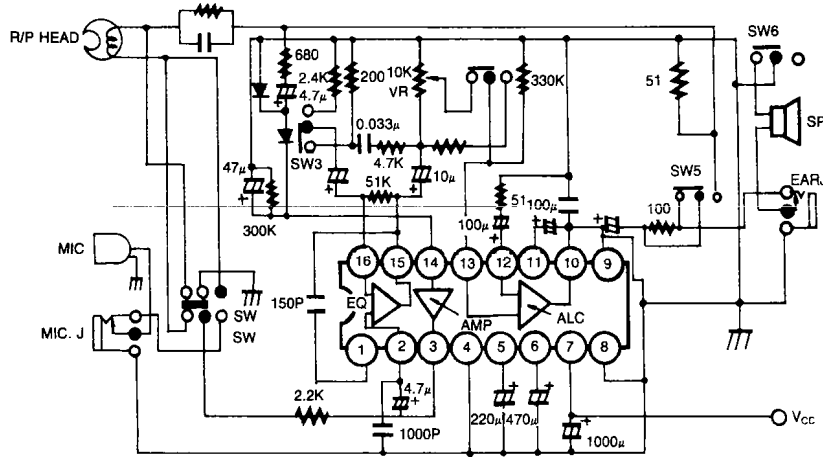 R/P HEAD
SW6
680
2.4K
200
10K
VR
330K
51
4.7μ
SP
0.033μ
SW3
4.7K
SW5
EARJ
47μ
51K
10μ
51
100μ
100
300K
100μ
MIC
16 15 14 13 12 11 10 9
150P
EQ
AMP
ALC
SW
MIC. J
SW
1 2 3 4 5 6 7 8
2.2K
4.7μ
220μ 470μ
VCC
1000P
1000μ